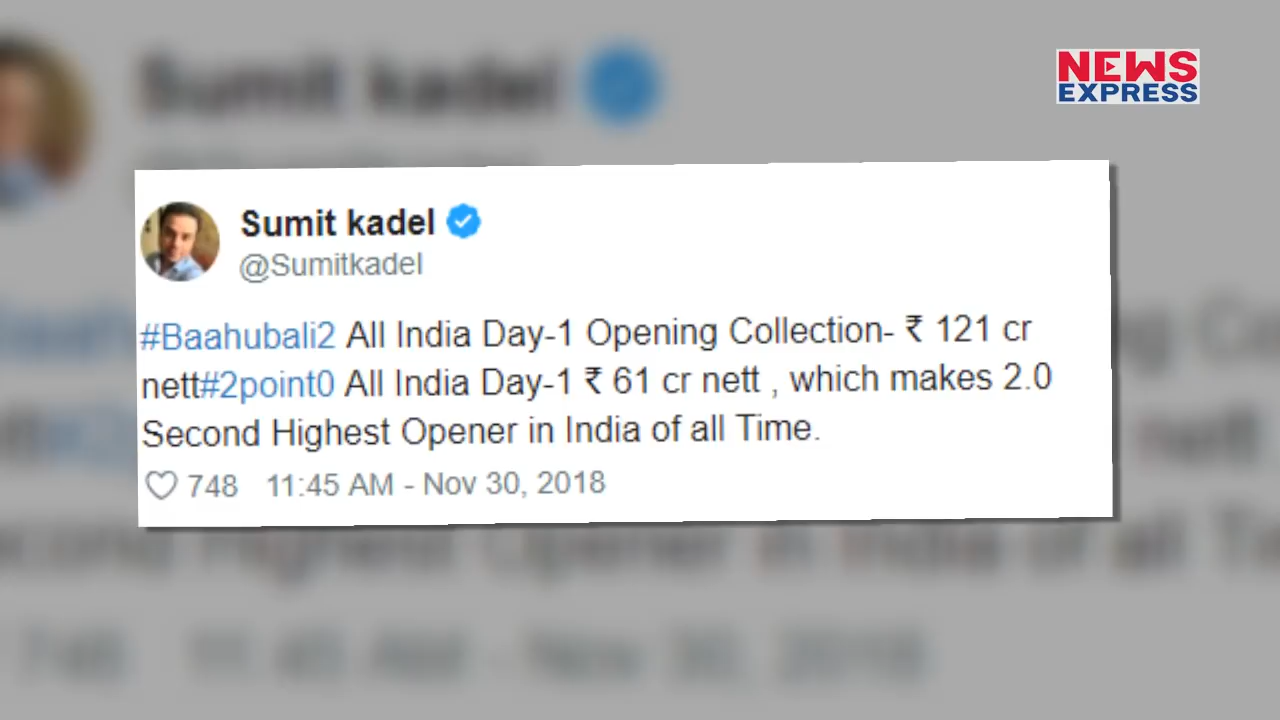 NEWS
EXPRESS
Sumit kadel
Sumit kadel
@Sumitkadel
#Baahubali2 All India Day-1 Opening Collection- ₹ 121 cr
nett#2point0 All India Day-1 ₹ 61 cr nett , which makes 2.0
Second Highest Opener in India of all Time.
748 11:45 AM - Nov 30, 2018